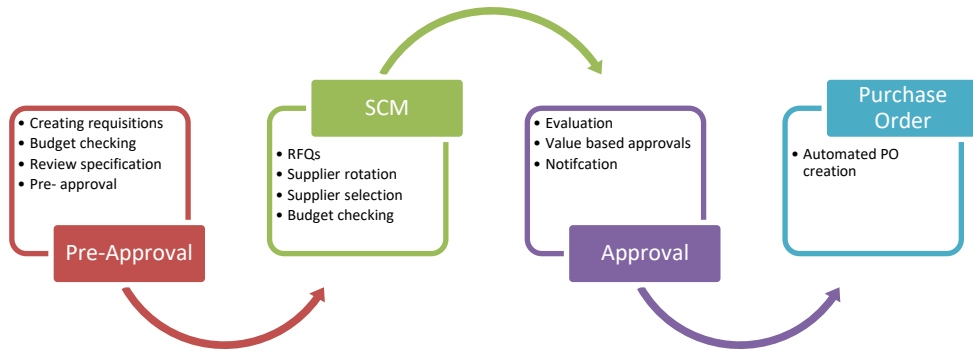 • Creating requisitions
• Budget checking
• Review specification
• Pre- approval
Pre-Approval
SCM
• RFQs
• Supplier rotation
• Supplier selection
• Budget checking
• Evaluation
• Value based approvals
• Notifcation
Approval
Purchase
Order
• Automated PO
creation